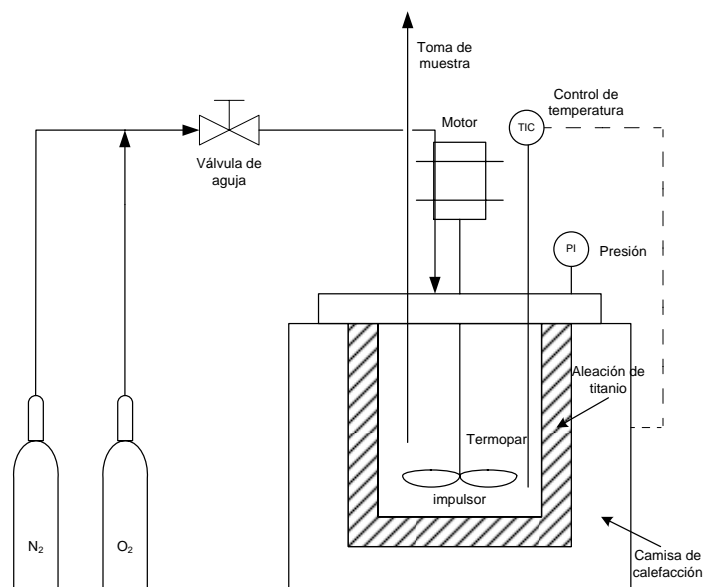 Toma de
muestra
Control de
temperatura
Motor
TIC
Válvula de
aguja
PI
Presión
Aleación de
titanio
Termopar
impulsor
N₂
O₂
Camisa de
calefacción